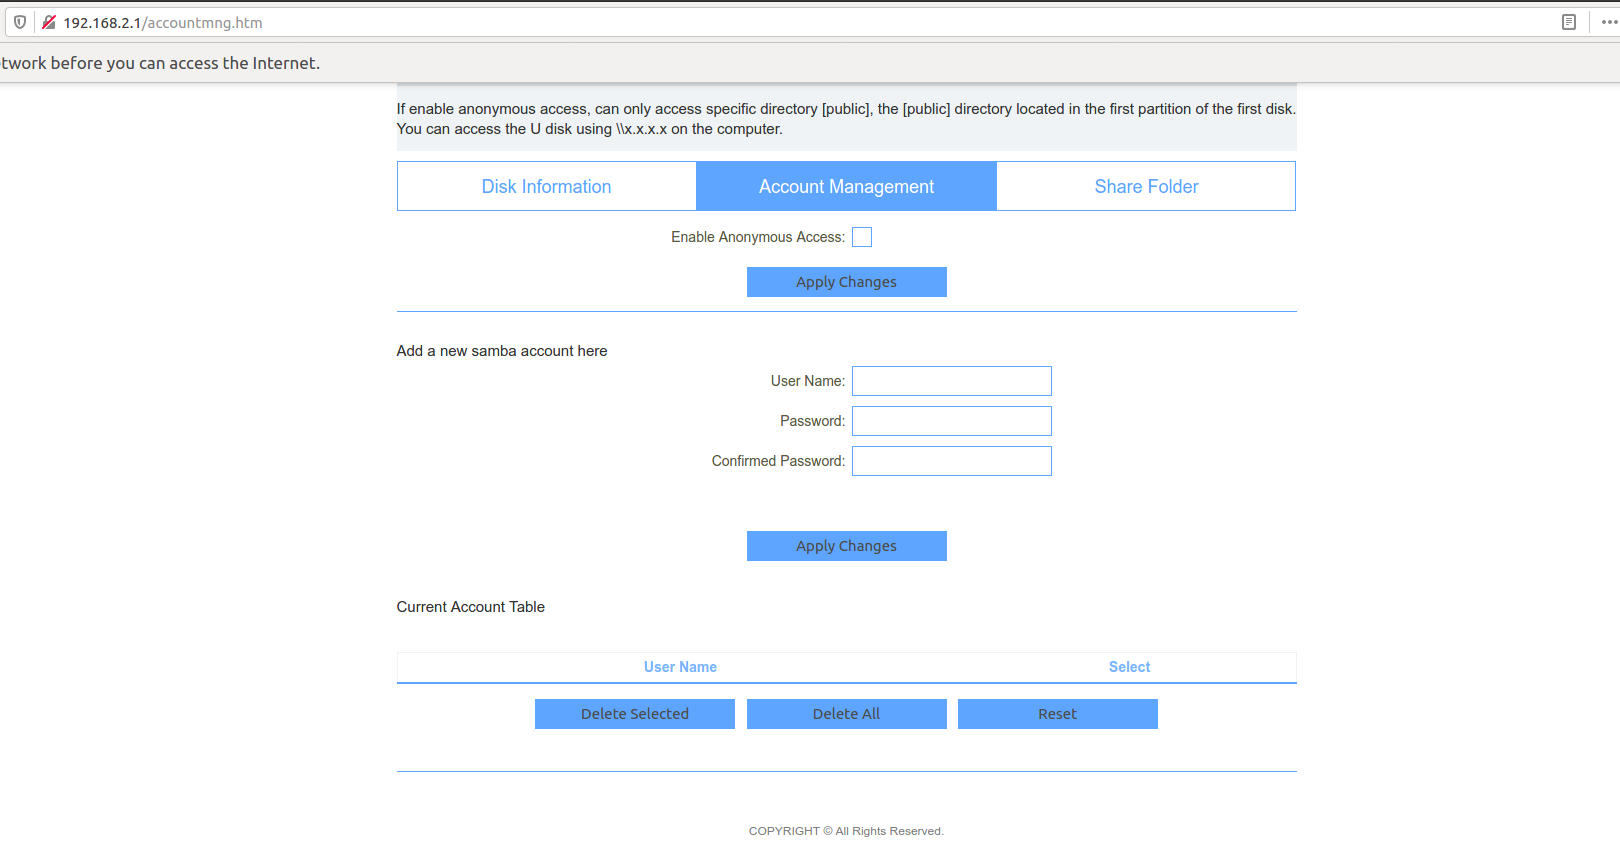 192.168.2.1/accountmng.htm
twork before you can access the Internet.
If enable anonymous access, can only access specific directory [public], the [public] directory located in the first partition of the first disk.
You can access the U disk using \\x.x.x.x on the computer.
Disk Information Account Management Share Folder
Enable Anonymous Access:
Apply Changes
Add a new samba account here
User Name:
Password:
Confirmed Password:
Apply Changes
Current Account Table
User Name Select
Delete Selected Delete All Reset
COPYRIGHT © All Rights Reserved.